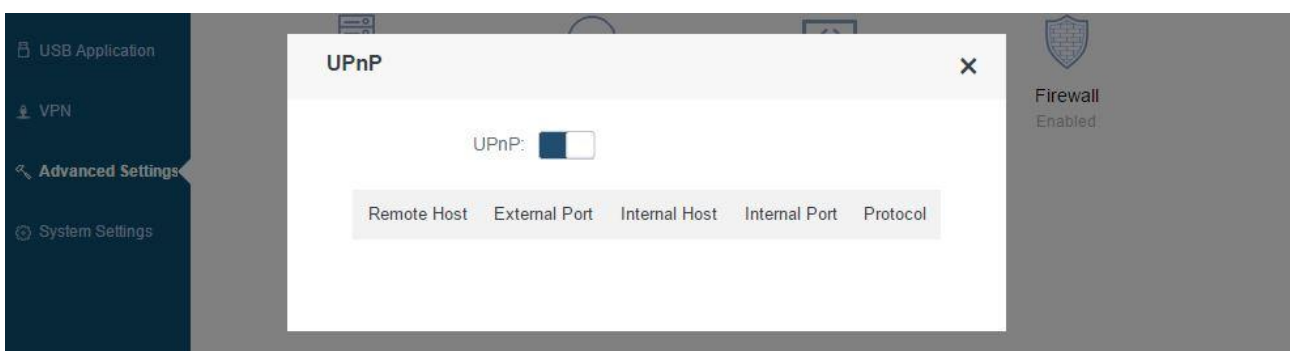 USB Application
VPN
Advanced Settings
System Settings
UPnP
UPnP:
Remote Host External Port Internal Host Internal Port Protocol
Firewall
Enabled